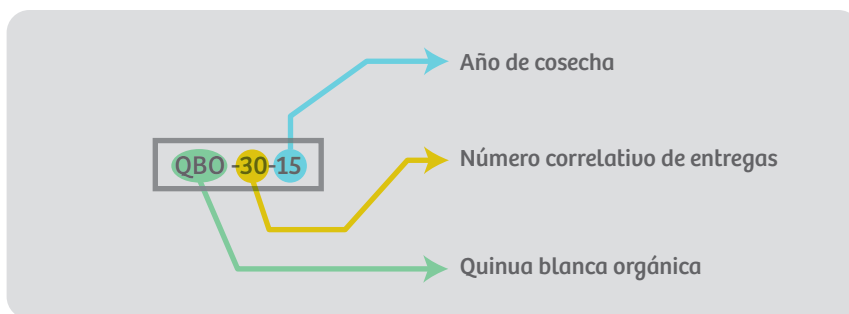 Año de cosecha
QBO -30-15
Número correlativo de entregas
Quinua blanca orgánica